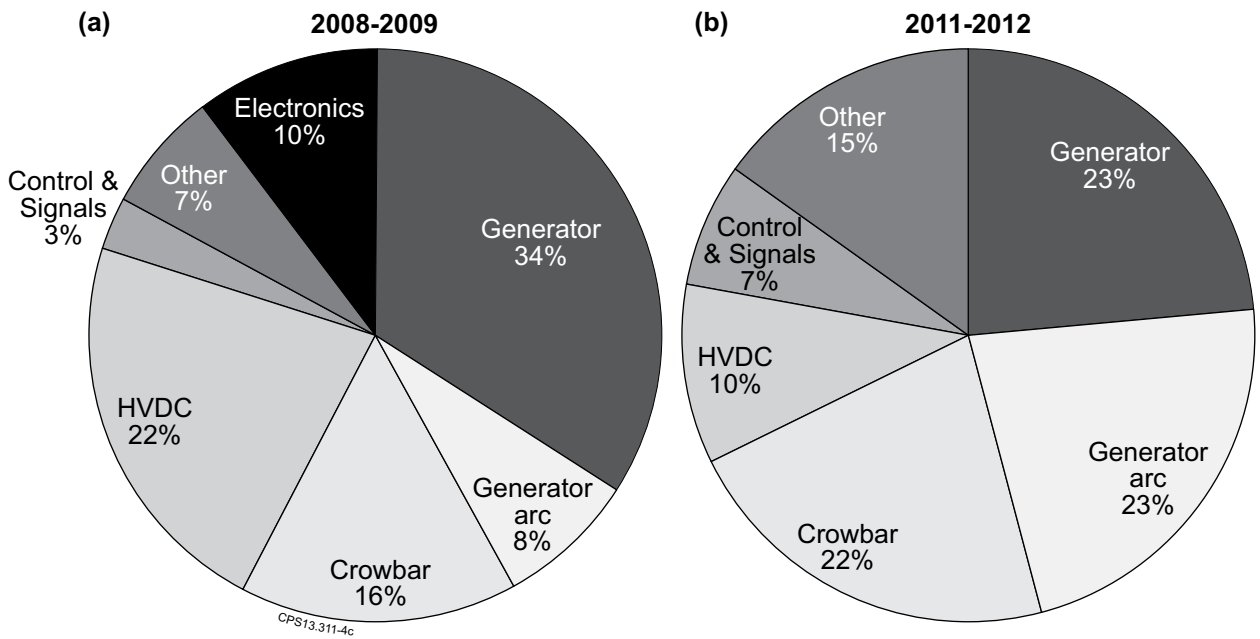 (a)
2008-2009
Electronics
10%
Generator
34%
Other
7%
Control &
Signals
3%
HVDC
22%
Generator
arc
8%
Crowbar
16%
CPS13.311-4c
(b)
2011-2012
Other
15%
Generator
23%
Control
& Signals
7%
HVDC
10%
Generator
arc
23%
Crowbar
22%